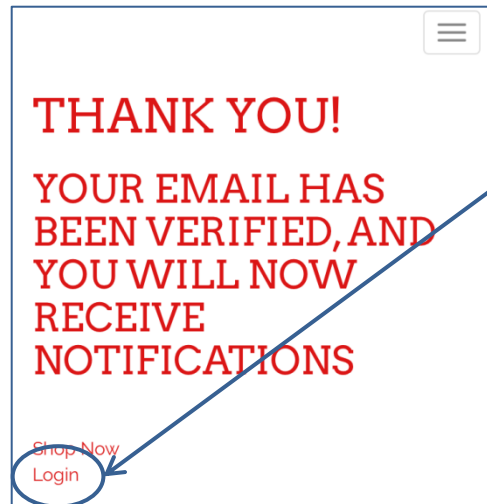 THANK YOU!
YOUR EMAIL HAS
BEEN VERIFIED, AND
YOU WILL NOW
RECEIVE
NOTIFICATIONS
Shop Now
Login